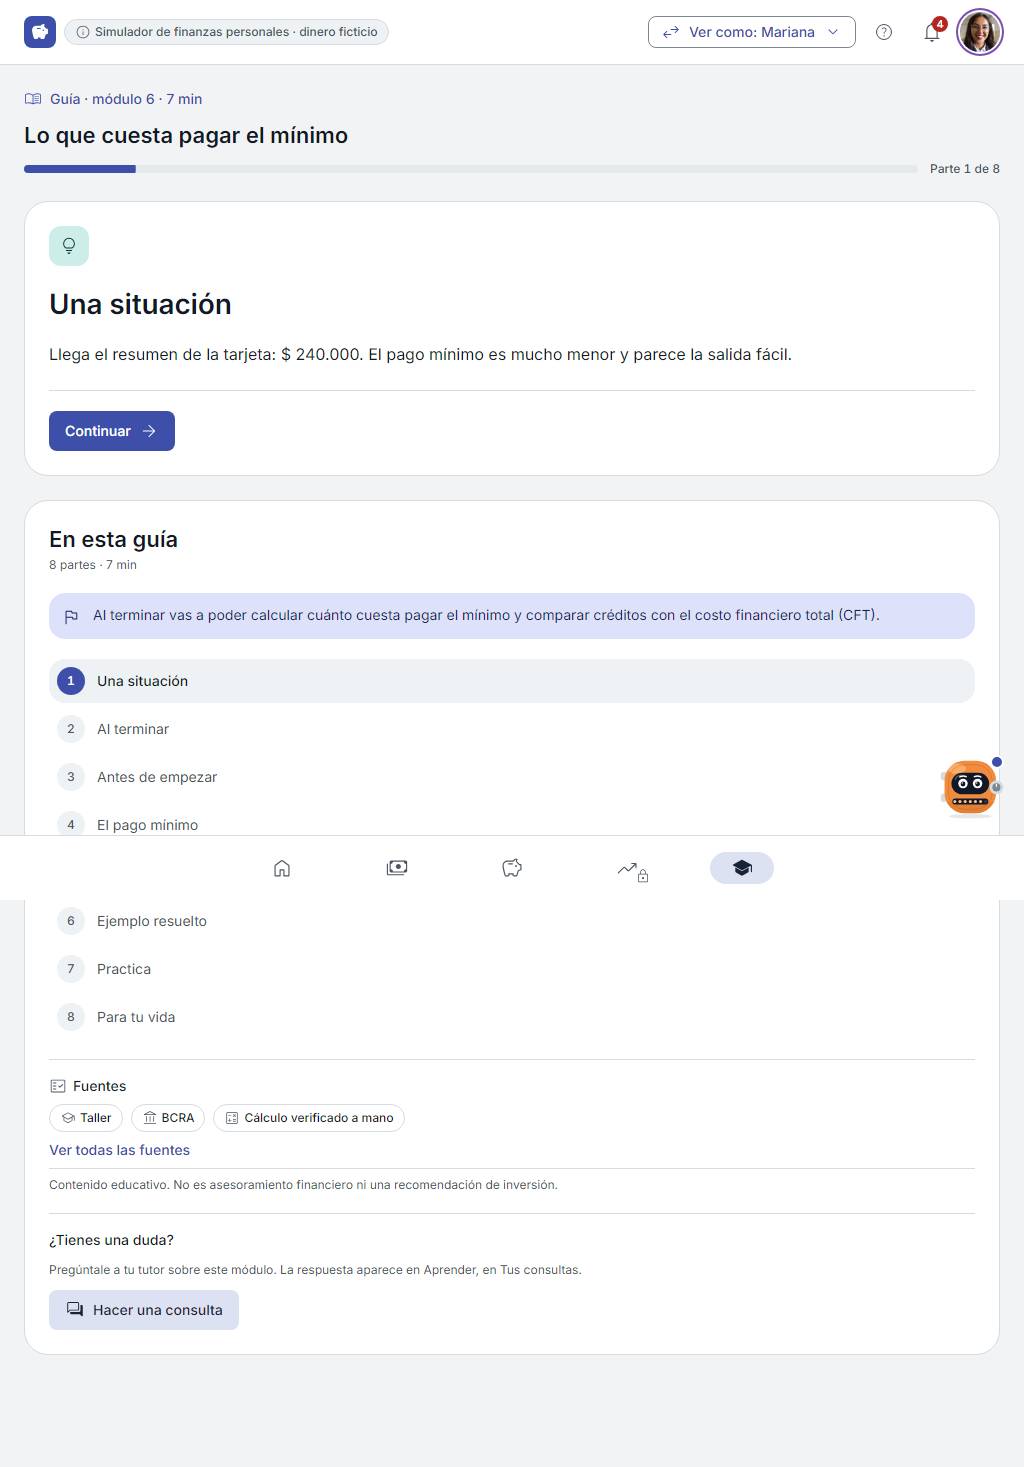 Simulador de finanzas personales · dinero ficticio
Ver como: Mariana
4
Guía · módulo 6 · 7 min
Lo que cuesta pagar el mínimo
Parte 1 de 8
Una situación
Llega el resumen de la tarjeta: $ 240.000. El pago mínimo es mucho menor y parece la salida fácil.
Continuar
En esta guía
8 partes · 7 min
Al terminar vas a poder calcular cuánto cuesta pagar el mínimo y comparar créditos con el costo financiero total (CFT).
1 Una situación
2 Al terminar
3 Antes de empezar
4 El pago mínimo
6 Ejemplo resuelto
7 Practica
8 Para tu vida
Fuentes
Taller
BCRA
Cálculo verificado a mano
Ver todas las fuentes
Contenido educativo. No es asesoramiento financiero ni una recomendación de inversión.
¿Tienes una duda?
Pregúntale a tu tutor sobre este módulo. La respuesta aparece en Aprender, en Tus consultas.
Hacer una consulta